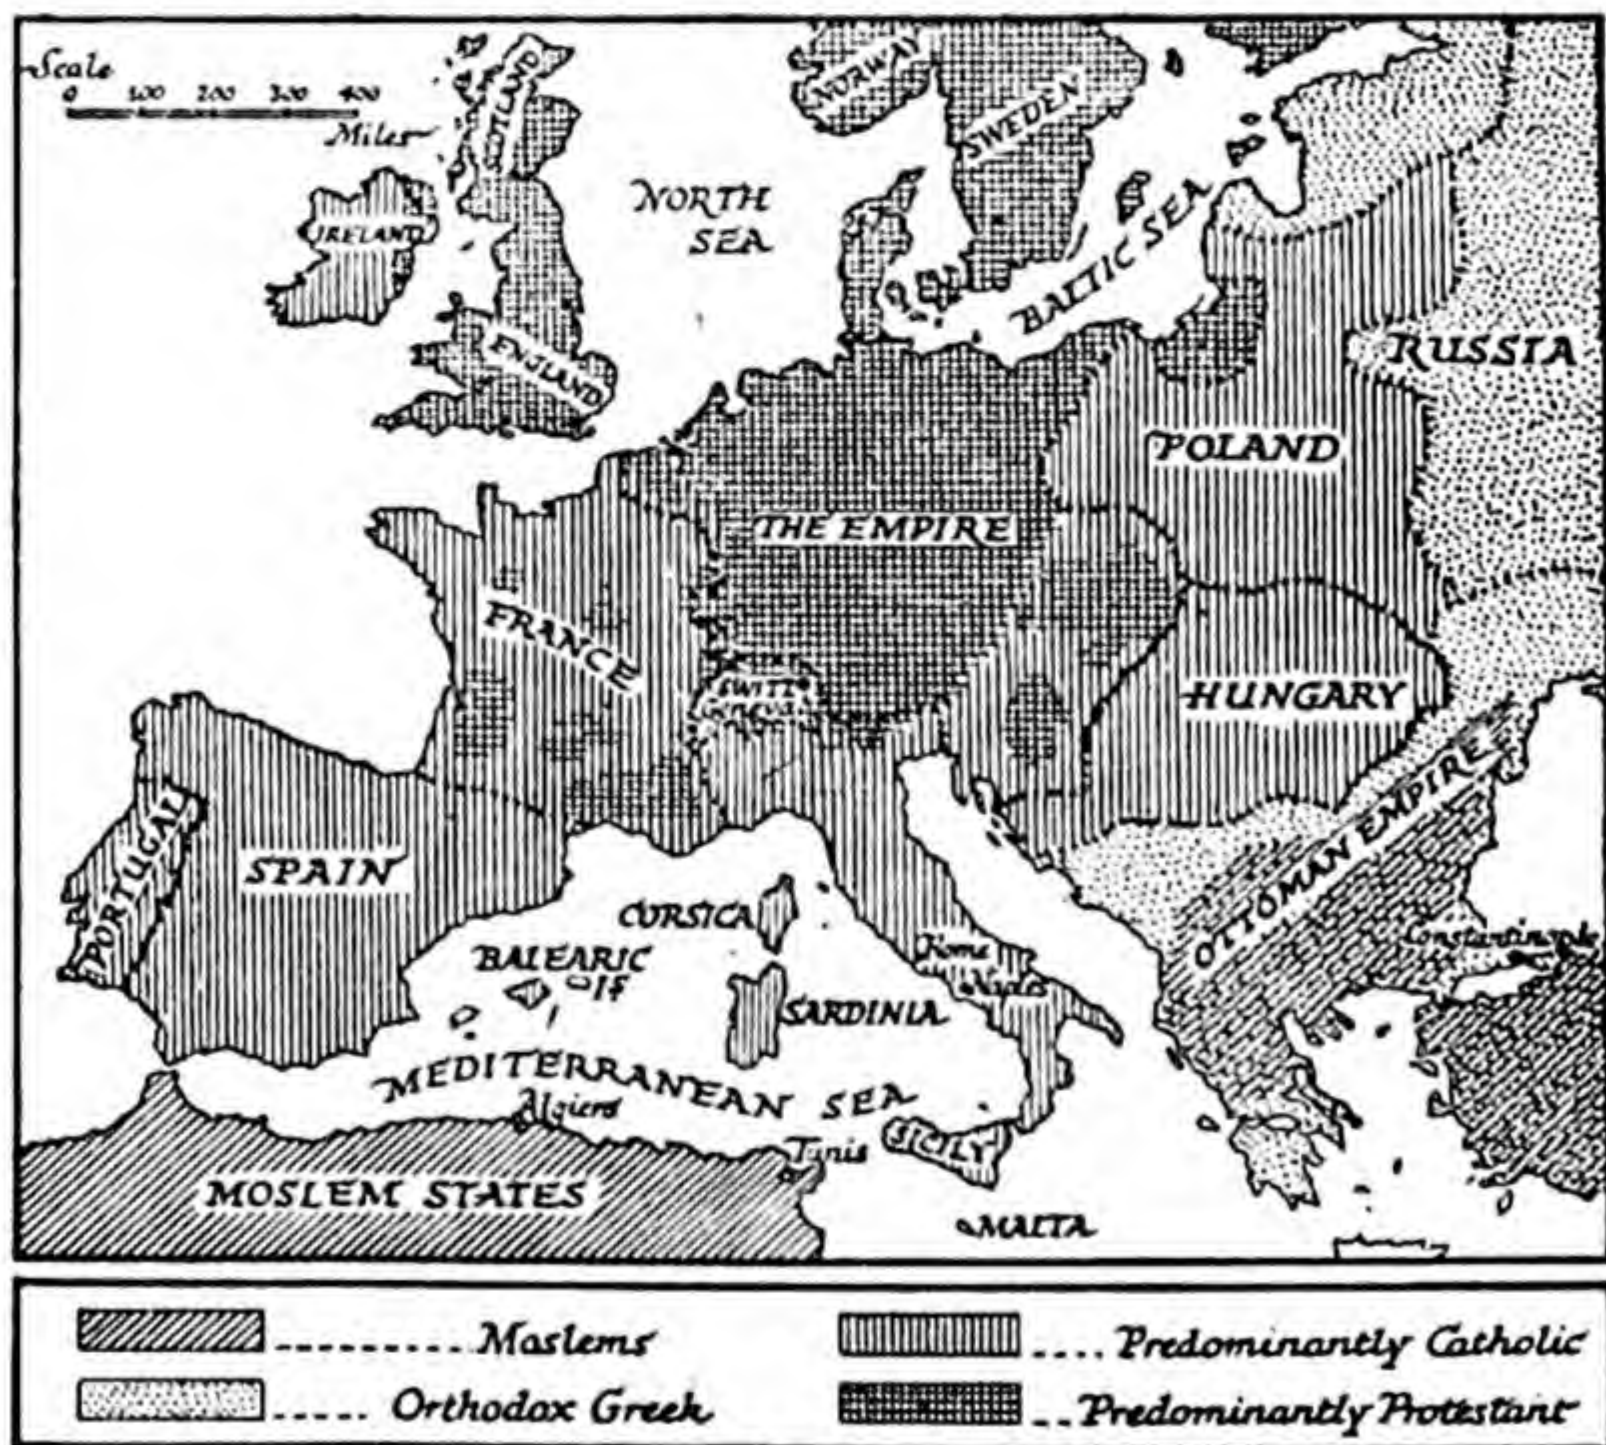 Scale
0 100 200 300 400
Miles
SCOTLAND
NORWAY
SWEDEN
NORTH
SEA
IRELAND
BALTIC SEA
ENGLAND
RUSSIA
POLAND
THE EMPIRE
FRANCE
HUNGARY
OTTOMAN EMPIRE
PORTUGAL
SPAIN
CORSICA
Constantinople
Rome
BALEARIC
Is
SARDINIA
MEDITERRANEAN SEA
Algiers
Tunis
SICILY
MOSLEM STATES
MALTA
Moslems
Predominantly Catholic
Orthodox Greek
Predominantly Protestant